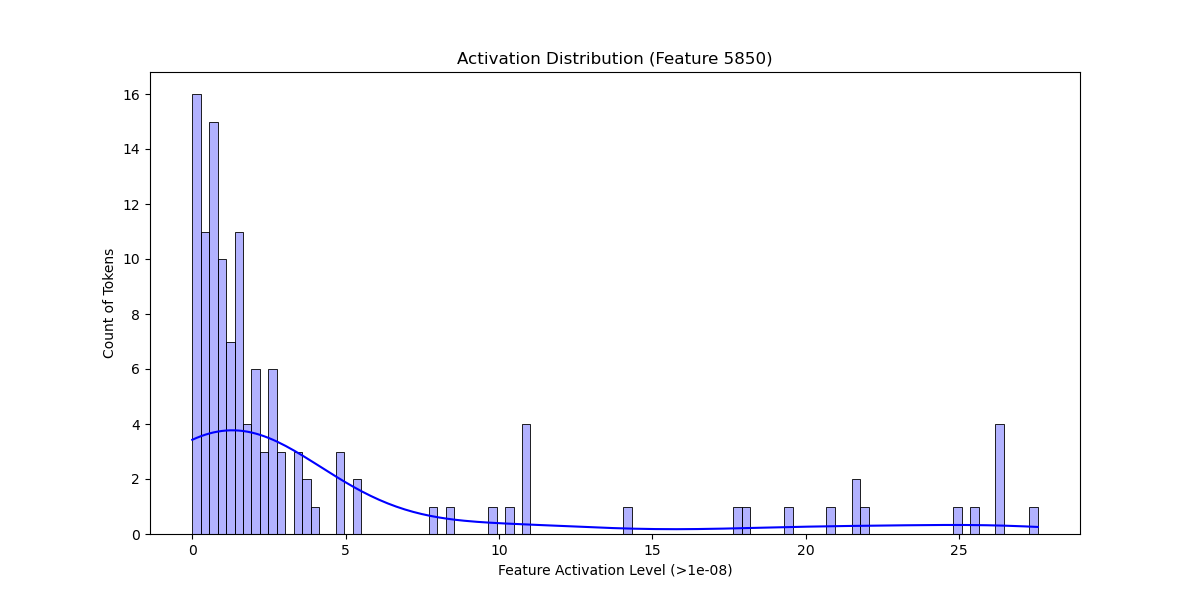 Activation Distribution (Feature 5850)
16
14
12
10
8
6
4
2
0
Count of Tokens
0 5 10 15 20 25
Feature Activation Level (>1e-08)